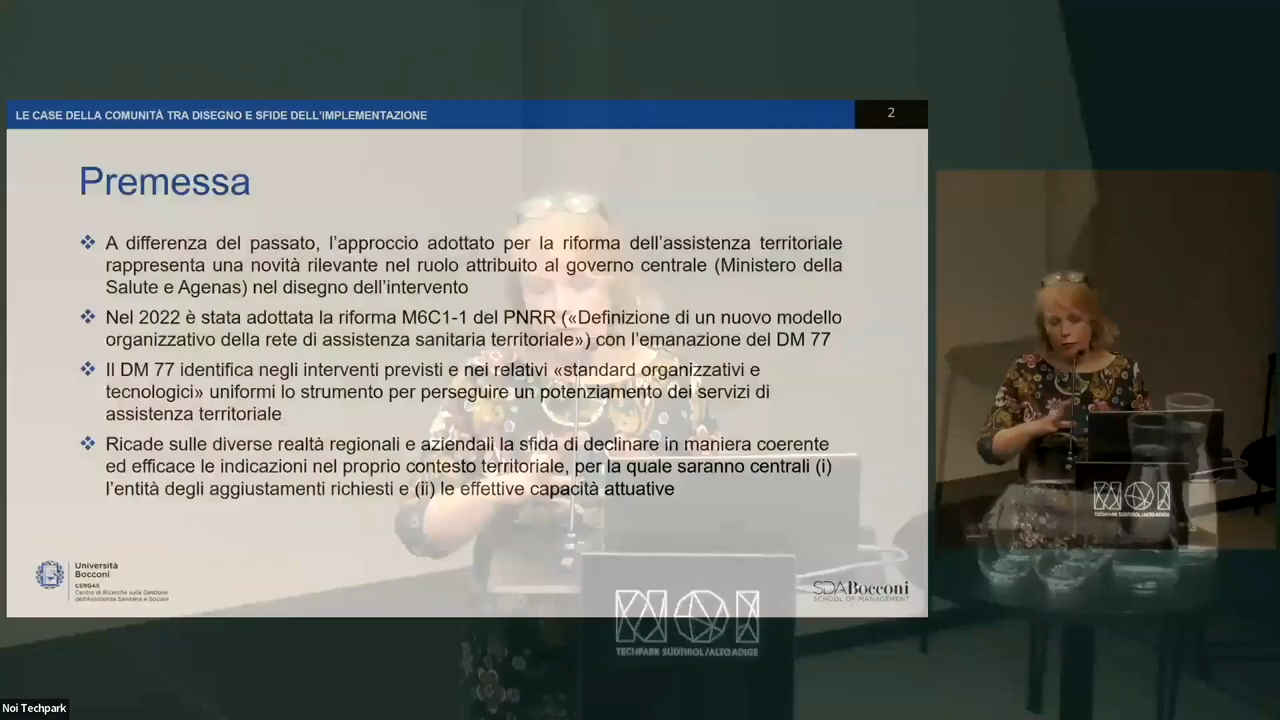 LE CASE DELLA COMUNITÀ TRA DISEGNO E SFIDE DELL'IMPLEMENTAZIONE
2
Premessa
A differenza del passato, l'approccio adottato per la riforma dell'assistenza territoriale
rappresenta una novità rilevante nel ruolo attribuito al governo centrale (Ministero della
Salute e Agenas) nel disegno dell'intervento
Nel 2022 è stata adottata la riforma M6C1-1 del PNRR («Definizione di un nuovo modello
organizzativo della rete di assistenza sanitaria territoriale») con l'emanazione del DM 77
Il DM 77 identifica negli interventi previsti e nei relativi «standard organizzativi e
tecnologici» uniformi lo strumento per perseguire un potenziamento dei servizi di
assistenza territoriale
Ricade sulle diverse realtà regionali e aziendali la sfida di declinare in maniera coerente
ed efficace le indicazioni nel proprio contesto territoriale, per la quale saranno centrali (i)
l'entità degli aggiustamenti richiesti e (ii) le effettive capacità attuative
Università
Bocconi
CERGAS
Centro di Ricerche sulla Gestione
dell'Assistenza Sanitaria e Sociale
SDA Bocconi
SCHOOL OF MANAGEMENT
NOI
TECHPARK SÜDTIROL/ALTO ADIGE
NOI
TECHPARK SÜDTIROL/ALTO ADIGE
Noi Techpark